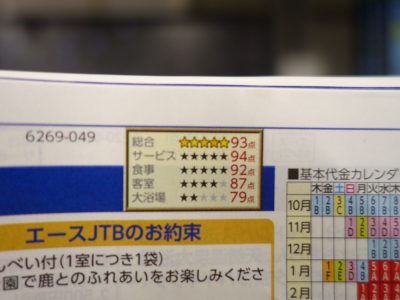 6269-049
総合 ★★★★★ 93点
サービス ★★★★★ 94点
食事 ★★★★★ 92点
客室 ★★★★ 87点
大浴場 ★★ 79点
エースJTBのお約束
べい付(1室につき1袋)
園で鹿とのふれあいをお楽しみくださ
■基本代金カレンダ
木金土日月火水
10月
11月
12月
1月
2月